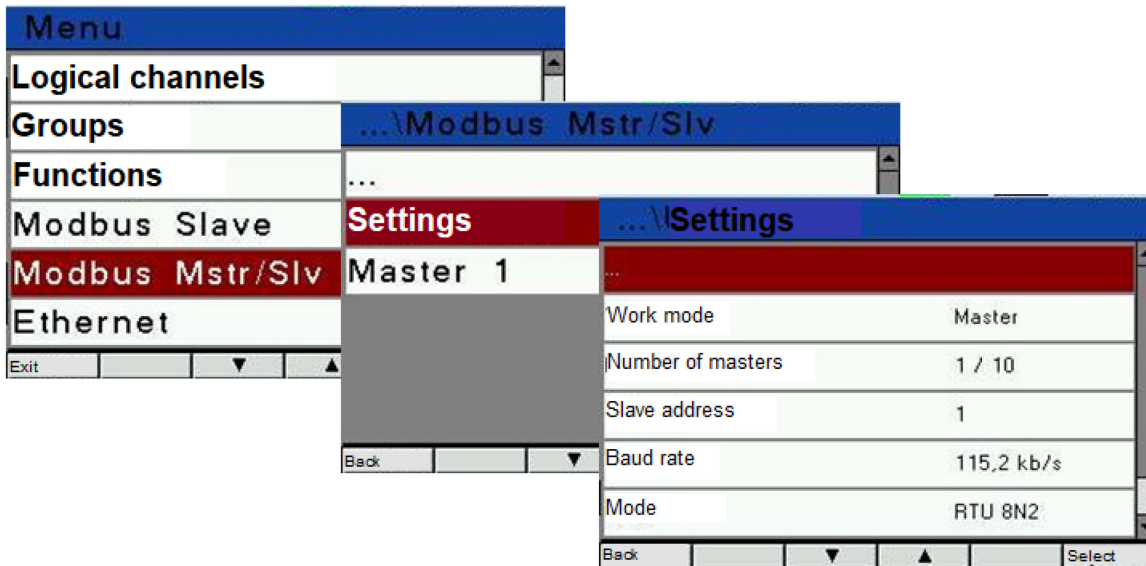 Menu
Logical channels
Groups
Functions
Modbus Slave
Modbus Mstr/Slv
Ethernet
Exit
...\Modbus Mstr/Slv
...
Settings
Master 1
Back
...\Settings
...
Work mode Master
Number of masters 1 / 10
Slave address 1
Baud rate 115,2 kb/s
Mode RTU 8N2
Back Select